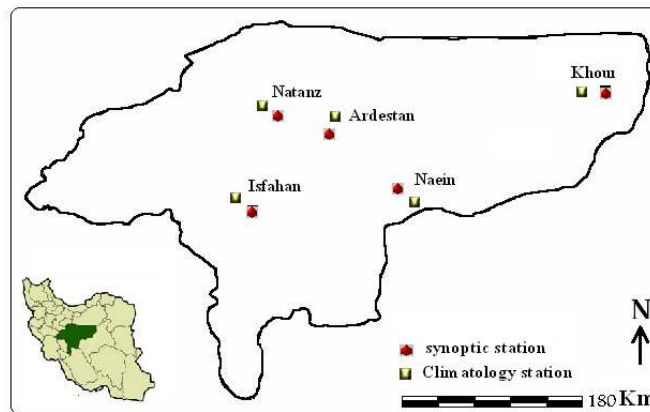 Khour
Natanz
Ardestan
Isfahan
Naein
N
synoptic station
Climatology station
180 Km